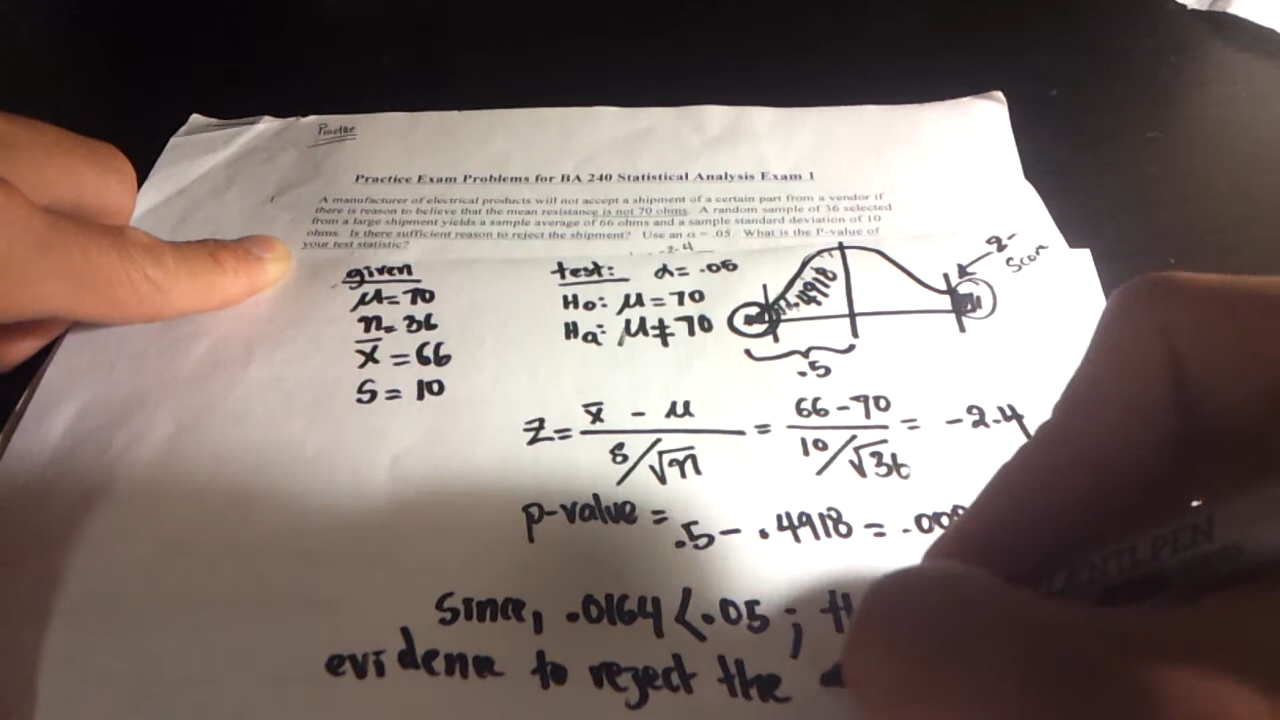 Practice
Practice Exam Problems for BA 240 Statistical Analysis Exam 1
1. A manufacturer of electrical products will not accept a shipment of a certain part from a vendor if
there is reason to believe that the mean resistance is not 70 ohms. A random sample of 36 selected
from a large shipment yields a sample average of 66 ohms and a sample standard deviation of 10
ohms. Is there sufficient reason to reject the shipment? Use an α = .05 What is the P-value of
your test statistic?
-2.4
given
μ=70
n=36
x̄=66
S=10
test: α=.05
Ho: μ=70
Ha: μ≠70
.4918
.5
Z-
Score
Z= x̄ - μ / s/√n = 66-70 / 10/√36 = -2.4
p-value = .5-.4918 = .00
Since, .0164<.05;
evidence to reject the